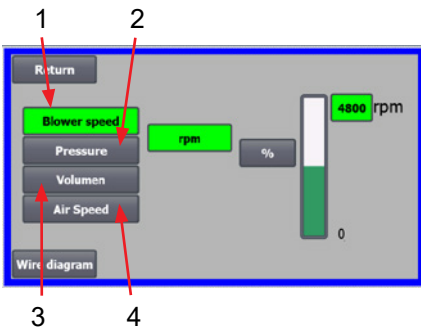 1 2
Return
4800 rpm
Blower speed
rpm
Pressure
%
Volumen
Air Speed
0
Wire diagram
3 4